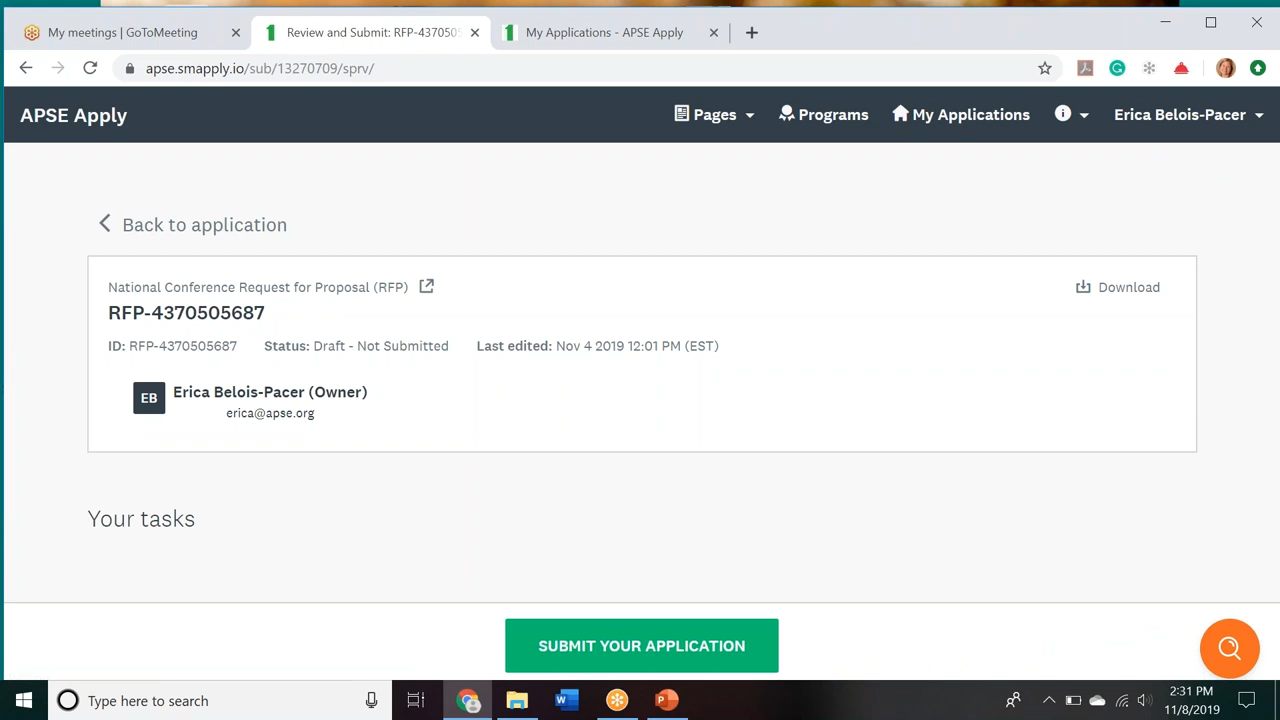 My meetings | GoToMeeting
Review and Submit: RFP-437050
My Applications - APSE Apply
apse.smapply.io/sub/13270709/sprv/
APSE Apply
Pages
Programs
My Applications
Erica Belois-Pacer
Back to application
National Conference Request for Proposal (RFP)
Download
RFP-4370505687
ID: RFP-4370505687
Status: Draft - Not Submitted
Last edited: Nov 4 2019 12:01 PM (EST)
EB
Erica Belois-Pacer (Owner)
erica@apse.org
Your tasks
SUBMIT YOUR APPLICATION
Type here to search
2:31 PM
11/8/2019